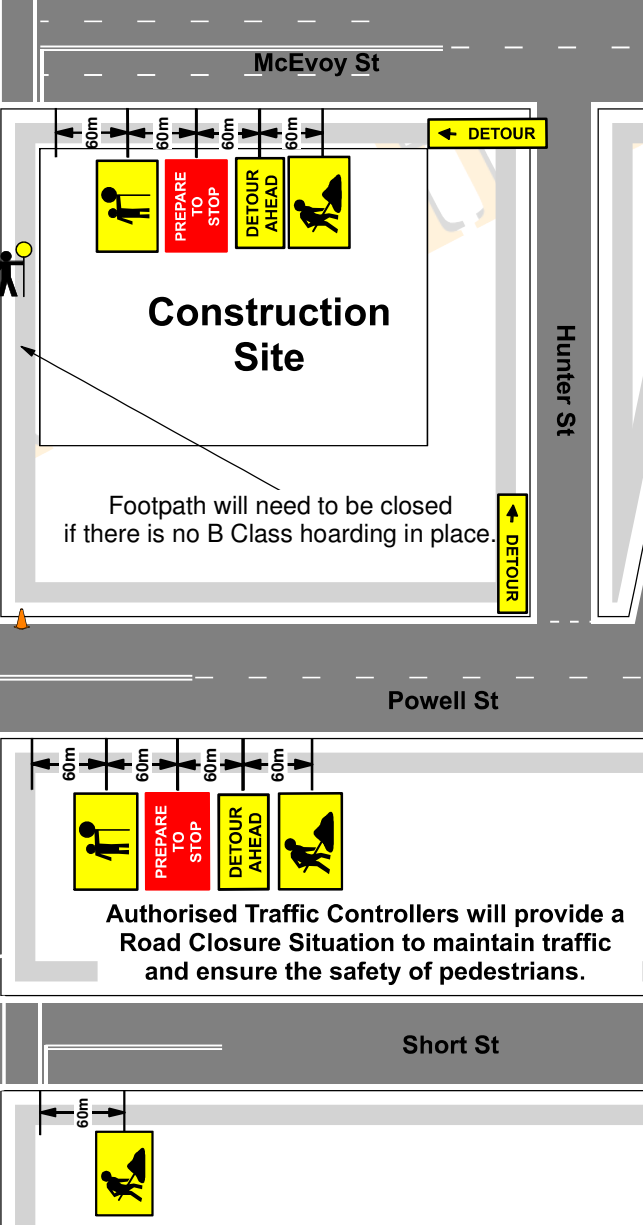 McEvoy St
60m
60m
60m
60m
DETOUR
PREPARE
TO
STOP
DETOUR
AHEAD
Construction
Site
Hunter St
Footpath will need to be closed
if there is no B Class hoarding in place.
DETOUR
Powell St
60m
60m
60m
60m
PREPARE
TO
STOP
DETOUR
AHEAD
Authorised Traffic Controllers will provide a
Road Closure Situation to maintain traffic
and ensure the safety of pedestrians.
Short St
60m